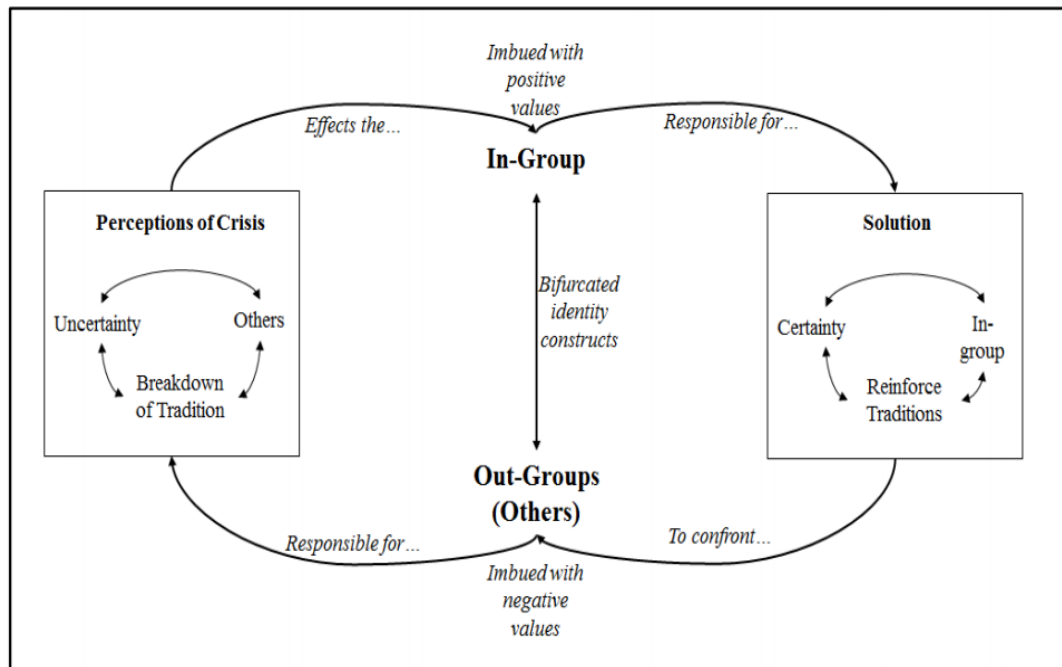 Imbued with
positive
values
Effects the…
Responsible for…
In-Group
Perceptions of Crisis
Uncertainty
Others
Breakdown
of Tradition
Bifurcated
identity
constructs
Solution
Certainty
In-
group
Reinforce
Traditions
Out-Groups
(Others)
Responsible for…
To confront…
Imbued with
negative
values